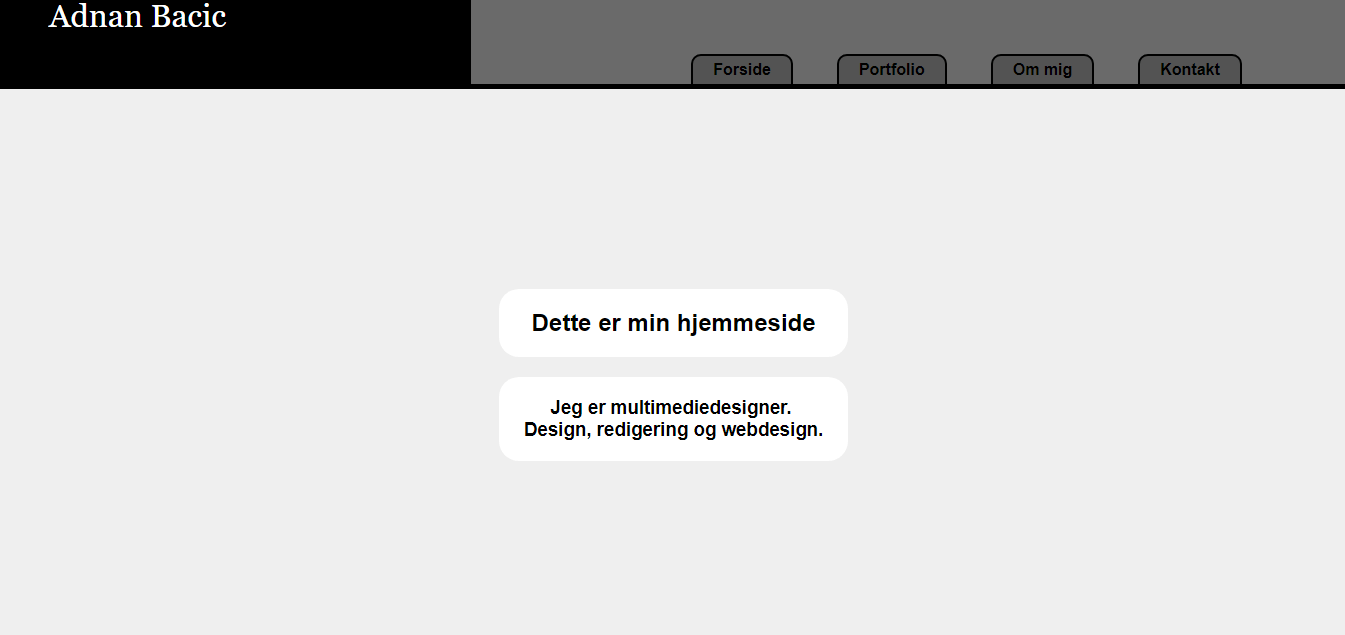 Adnan Bacic
Forside Portfolio Om mig Kontakt
Dette er min hjemmeside
Jeg er multimediedesigner.
Design, redigering og webdesign.